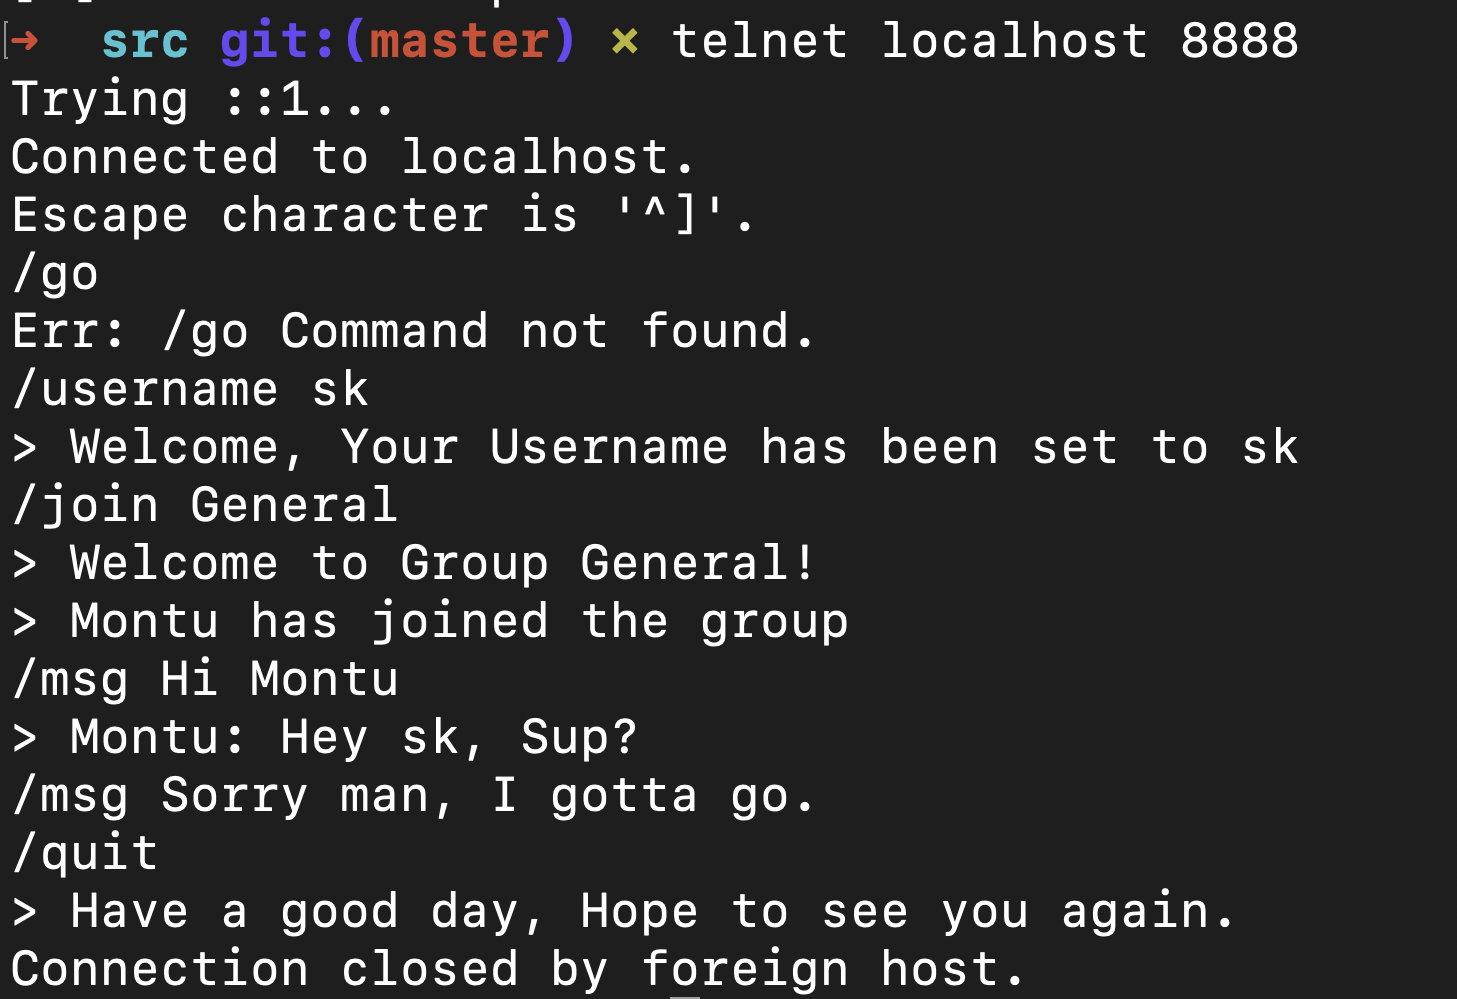 → src git:(master) × telnet localhost 8888
Trying ::1...
Connected to localhost.
Escape character is '^]'.
/go
Err: /go Command not found.
/username sk
> Welcome, Your Username has been set to sk
/join General
> Welcome to Group General!
> Montu has joined the group
/msg Hi Montu
> Montu: Hey sk, Sup?
/msg Sorry man, I gotta go.
/quit
> Have a good day, Hope to see you again.
Connection closed by foreign host.